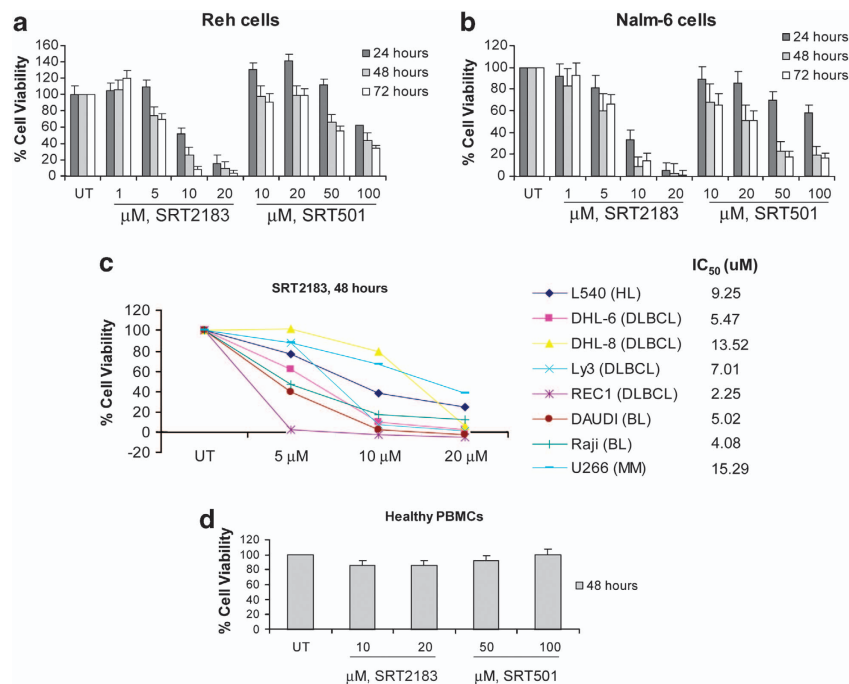 a
Reh cells
% Cell Viability
160
140
120
100
80
60
40
20
0
24 hours
48 hours
72 hours
UT 1 5 10 20 10 20 50 100
μM, SRT2183 μM, SRT501
b
Nalm-6 cells
% Cell Viability
120
100
80
60
40
20
0
24 hours
48 hours
72 hours
UT 1 5 10 20 10 20 50 100
μM, SRT2183 μM, SRT501
c
SRT2183, 48 hours
% Cell Viability
120
100
80
60
40
20
0
-20
UT 5 μM 10 μM 20 μM
IC50 (uM)
L540 (HL) 9.25
DHL-6 (DLBCL) 5.47
DHL-8 (DLBCL) 13.52
Ly3 (DLBCL) 7.01
REC1 (DLBCL) 2.25
DAUDI (BL) 5.02
Raji (BL) 4.08
U266 (MM) 15.29
d
Healthy PBMCs
% Cell Viability
120
100
80
60
40
20
0
48 hours
UT 10 20 50 100
μM, SRT2183 μM, SRT501